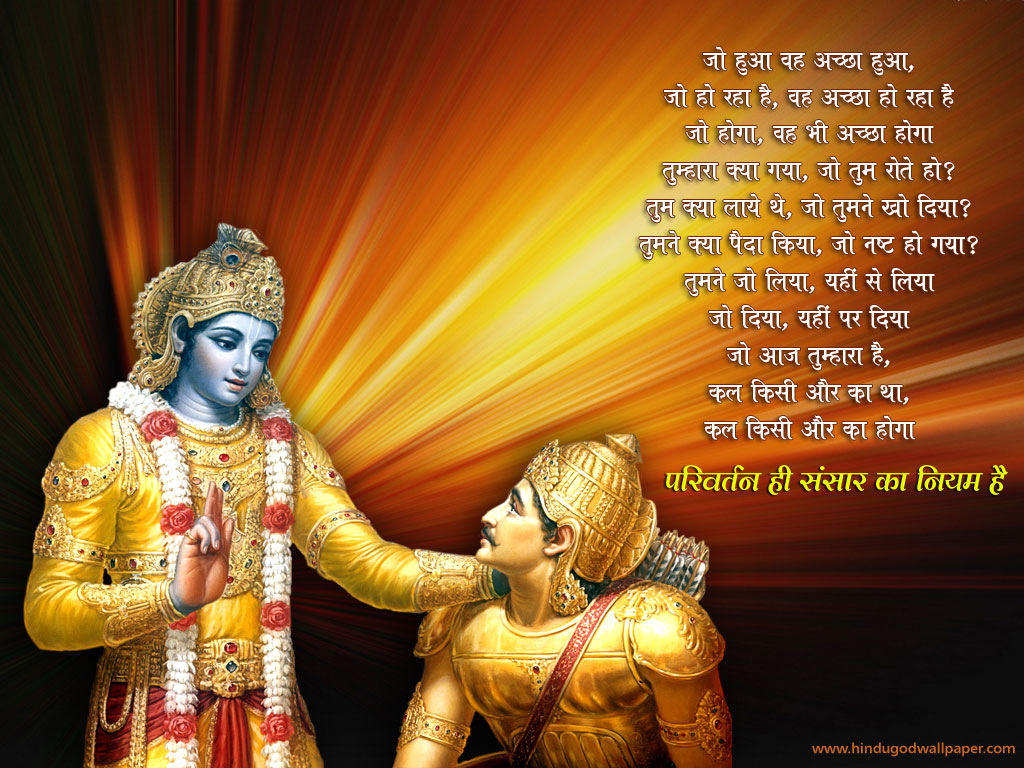 जो हुआ वह अच्छा हुआ,
जो हो रहा है, वह अच्छा हो रहा है
जो होगा, वह भी अच्छा होगा
तुम्हारा क्या गया, जो तुम रोते हो?
तुम क्या लाये थे, जो तुमने खो दिया?
तुमने क्या पैदा किया, जो नष्ट हो गया?
तुमने जो लिया, यहीं से लिया
जो दिया, यहीं पर दिया
जो आज तुम्हारा है,
कल किसी और का था,
कल किसी और का होगा
परिवर्तन ही संसार का नियम है
www.hindugodwallpaper.com